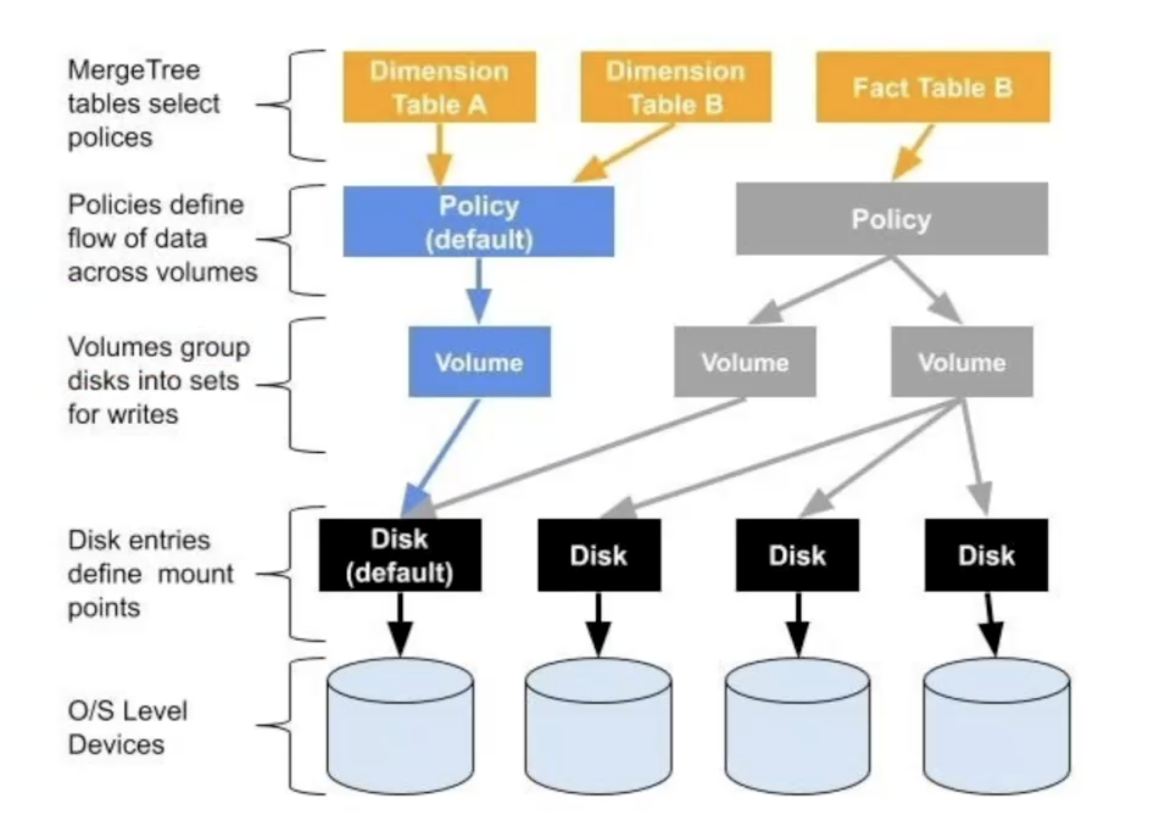 MergeTree
tables select
polices
Dimension
Table A
Dimension
Table B
Fact Table B
Policies define
flow of data
across volumes
Policy
(default)
Policy
Volumes group
disks into sets
for writes
Volume
Volume
Volume
Disk entries
define mount
points
Disk
(default)
Disk
Disk
Disk
O/S Level
Devices